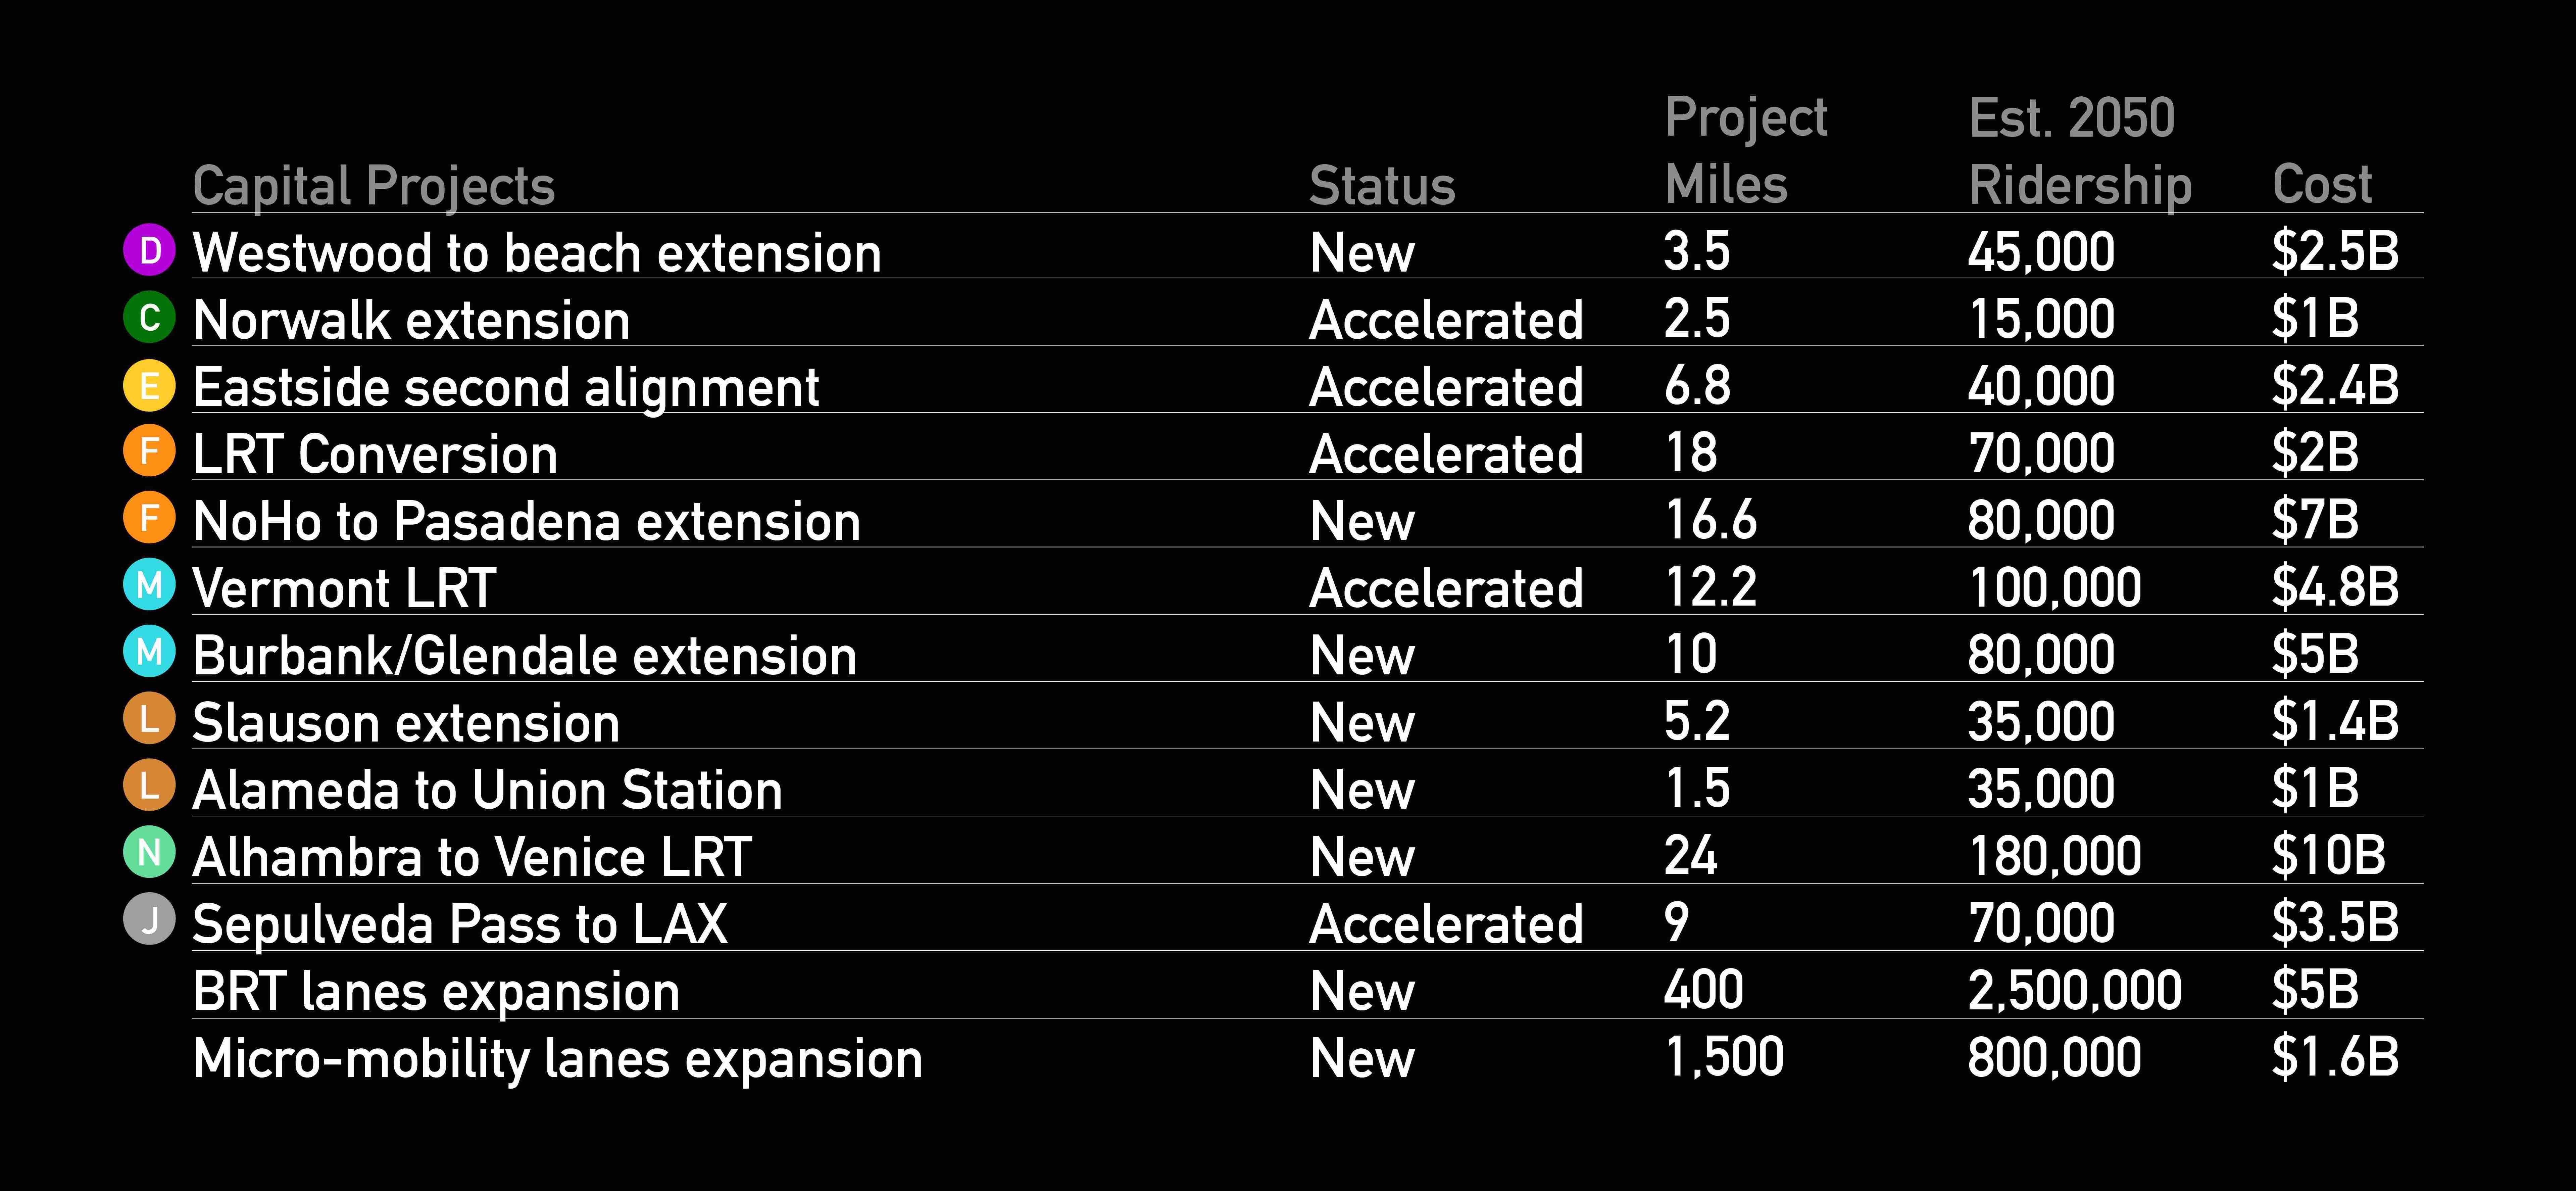 Capital Projects Status Project Miles Est. 2050 Ridership Cost
D Westwood to beach extension New 3.5 45,000 $2.5B
C Norwalk extension Accelerated 2.5 15,000 $1B
E Eastside second alignment Accelerated 6.8 40,000 $2.4B
F LRT Conversion Accelerated 18 70,000 $2B
F NoHo to Pasadena extension New 16.6 80,000 $7B
M Vermont LRT Accelerated 12.2 100,000 $4.8B
M Burbank/Glendale extension New 10 80,000 $5B
L Slauson extension New 5.2 35,000 $1.4B
L Alameda to Union Station New 1.5 35,000 $1B
N Alhambra to Venice LRT New 24 180,000 $10B
J Sepulveda Pass to LAX Accelerated 9 70,000 $3.5B
BRT lanes expansion New 400 2,500,000 $5B
Micro-mobility lanes expansion New 1,500 800,000 $1.6B